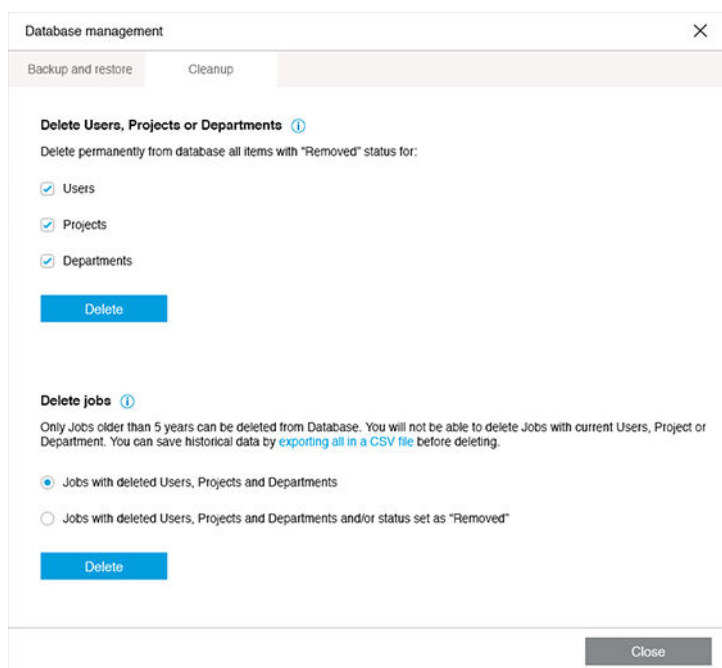 Database management
Backup and restore
Cleanup
Delete Users, Projects or Departments
Delete permanently from database all items with "Removed" status for:
Users
Projects
Departments
Delete
Delete jobs
Only Jobs older than 5 years can be deleted from Database. You will not be able to delete Jobs with current Users, Project or
Department. You can save historical data by exporting all in a CSV file before deleting.
Jobs with deleted Users, Projects and Departments
Jobs with deleted Users, Projects and Departments and/or status set as "Removed"
Delete
Close